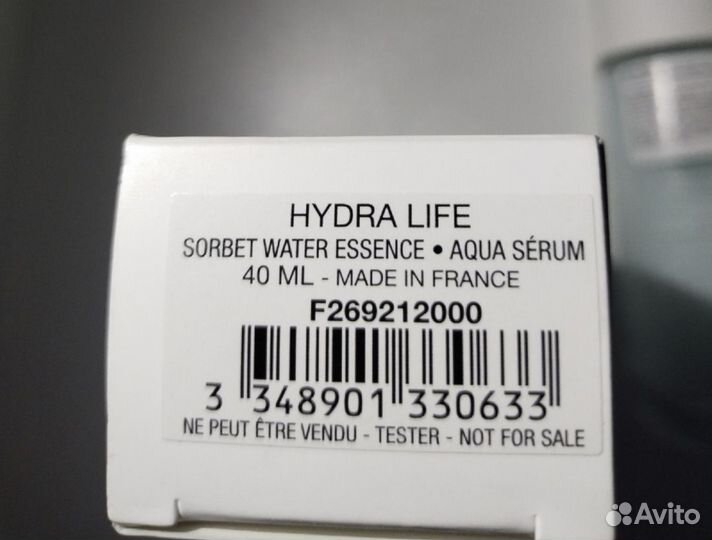 HYDRA LIFE
SORBET WATER ESSENCE • AQUA SÉRUM
40 ML - MADE IN FRANCE
F269212000
3 348901 330633
NE PEUT ÊTRE VENDU - TESTER - NOT FOR SALE
Avito